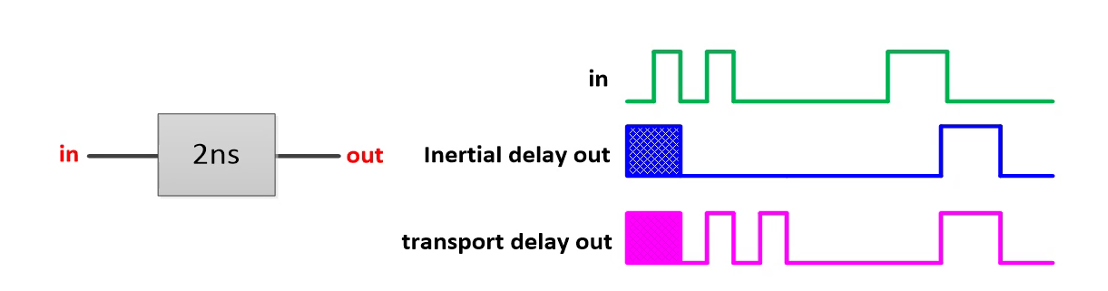 in
2ns
out
in
Inertial delay out
transport delay out